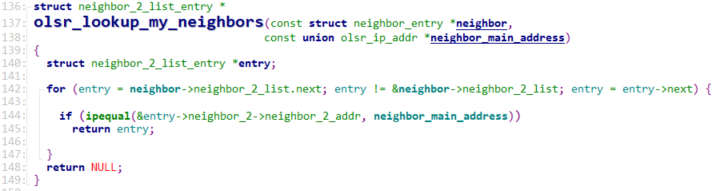 136: struct neighbor_2_list_entry *
137: olsr_lookup_my_neighbors(const struct neighbor_entry *neighbor,
138: const union olsr_ip_addr *neighbor_main_address)
139: {
140: struct neighbor_2_list_entry *entry;
141:
142: for (entry = neighbor->neighbor_2_list.next; entry != &neighbor->neighbor_2_list; entry = entry->next) {
143:
144: if (ipequal(&entry->neighbor_2->neighbor_2_addr, neighbor_main_address))
145: return entry;
146:
147: }
148: return NULL;
149: }